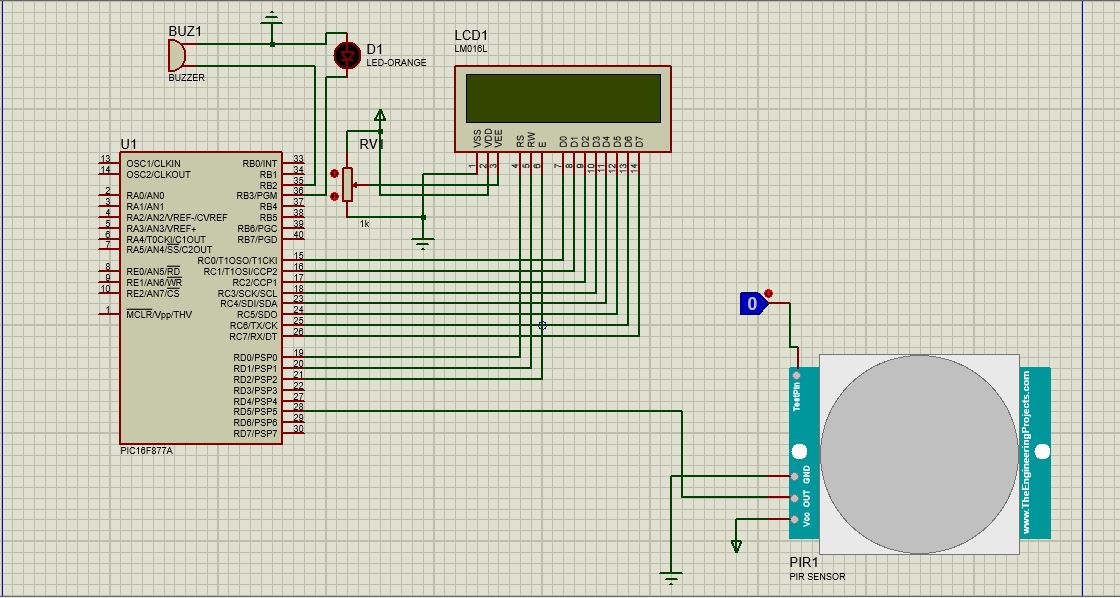 BUZ1
BUZZER
D1
LED-ORANGE
LCD1
LM016L
VSS
VDD
VEE
RS
RW
E
D0
D1
D2
D3
D4
D5
D6
D7
1
2
3
4
5
6
7
8
9
10
11
12
13
14
RV1
1k
U1
13 OSC1/CLKIN
14 OSC2/CLKOUT
2 RA0/AN0
3 RA1/AN1
4 RA2/AN2/VREF-/CVREF
5 RA3/AN3/VREF+
6 RA4/T0CKI/C1OUT
7 RA5/AN4/SS/C2OUT
8 RE0/AN5/RD
9 RE1/AN6/WR
10 RE2/AN7/CS
1 MCLR/Vpp/THV
RB0/INT 33
RB1 34
RB2 35
RB3/PGM 36
RB4 37
RB5 38
RB6/PGC 39
RB7/PGD 40
RC0/T1OSO/T1CKI 15
RC1/T1OSI/CCP2 16
RC2/CCP1 17
RC3/SCK/SCL 18
RC4/SDI/SDA 23
RC5/SDO 24
RC6/TX/CK 25
RC7/RX/DT 26
RD0/PSP0 19
RD1/PSP1 20
RD2/PSP2 21
RD3/PSP3 22
RD4/PSP4 27
RD5/PSP5 28
RD6/PSP6 29
RD7/PSP7 30
PIC16F877A
0
TestPin
GND
OUT
Vcc
www.TheEngineeringProjects.com
PIR1
PIR SENSOR